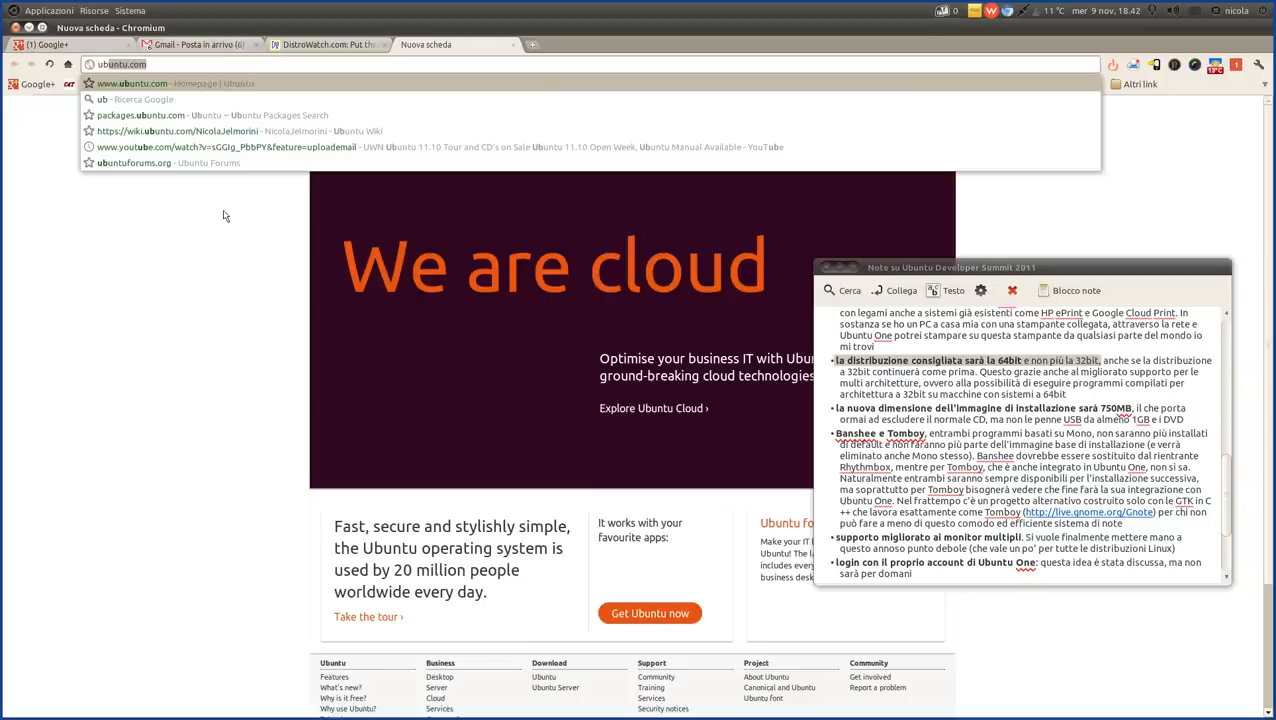 Applicazioni Risorse Sistema
0
W
11 °C
mer 9 nov, 18.42
nicola
Nuova scheda - Chromium
(1) Google+
Gmail - Posta in arrivo (6)
DistroWatch.com: Put the
Nuova scheda
ubuntu.com
Google+
Altri link
www.ubuntu.com - Homepage | Ubuntu
ub - Ricerca Google
packages.ubuntu.com - Ubuntu -- Ubuntu Packages Search
https://wiki.ubuntu.com/NicolaJelmorini - NicolaJelmorini - Ubuntu Wiki
www.youtube.com/watch?v=sGGIg_PbbPY&feature=uploademail - UWN Ubuntu 11.10 Tour and CD's on Sale Ubuntu 11.10 Open Week, Ubuntu Manual Available - YouTube
ubuntuforums.org - Ubuntu Forums
We are cloud
Optimise your business IT with Ubun
ground-breaking cloud technologies
Explore Ubuntu Cloud ›
Note su Ubuntu Developer Summit 2011
Cerca Collega Testo Blocco note
con legami anche a sistemi già esistenti come HP ePrint e Google Cloud Print. In
sostanza se ho un PC a casa mia con una stampante collegata, attraverso la rete e
Ubuntu One potrei stampare su questa stampante da qualsiasi parte del mondo io
mi trovi
• la distribuzione consigliata sarà la 64bit e non più la 32bit, anche se la distribuzione
a 32bit continuerà come prima. Questo grazie anche al migliorato supporto per le
multi architetture, ovvero alla possibilità di eseguire programmi compilati per
architettura a 32bit su macchine con sistemi a 64bit
• la nuova dimensione dell'immagine di installazione sarà 750MB, il che porta
ormai ad escludere il normale CD, ma non le penne USB da almeno 1GB e i DVD
• Banshee e Tomboy, entrambi programmi basati su Mono, non saranno più installati
di default e non faranno più parte dell'immagine base di installazione (e verrà
eliminato anche Mono stesso). Banshee dovrebbe essere sostituito dal rientrante
Rhythmbox, mentre per Tomboy, che è anche integrato in Ubuntu One, non si sa.
Naturalmente entrambi saranno sempre disponibili per l'installazione successiva,
ma soprattutto per Tomboy bisognerà vedere che fine farà la sua integrazione con
Ubuntu One. Nel frattempo c'è un progetto alternativo costruito solo con le GTK in C
++ che lavora esattamente come Tomboy (http://live.gnome.org/Gnote) per chi non
può fare a meno di questo comodo ed efficiente sistema di note
• supporto migliorato ai monitor multipli. Si vuole finalmente mettere mano a
questo annoso punto debole (che vale un po' per tutte le distribuzioni Linux)
• login con il proprio account di Ubuntu One: questa idea è stata discussa, ma non
sarà per domani
Fast, secure and stylishly simple,
the Ubuntu operating system is
used by 20 million people
worldwide every day.
Take the tour ›
It works with your
favourite apps:
Get Ubuntu now
Ubuntu fo
Make your IT
Ubuntu! The la
includes every
business desk
Ubuntu
Features
What's new?
Why is it free?
Why use Ubuntu?
Business
Desktop
Server
Cloud
Services
Download
Ubuntu
Ubuntu Server
Support
Community
Training
Services
Security notices
Project
About Ubuntu
Canonical and Ubuntu
Ubuntu font
Community
Get involved
Report a problem